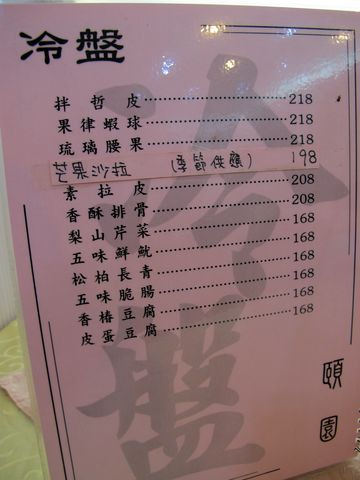 冷盤
拌哲皮 218
果律蝦球 218
琉璃腰果 218
芒果沙拉 (季節供應) 198
素拉皮 208
香酥排骨 208
梨山芹菜 168
五味鮮魷 168
松柏長青 168
五味脆腸 168
香椿豆腐 168
皮蛋豆腐 168
冷盤
頤園